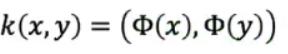 k(x, y) = (Φ(x), Φ(y))